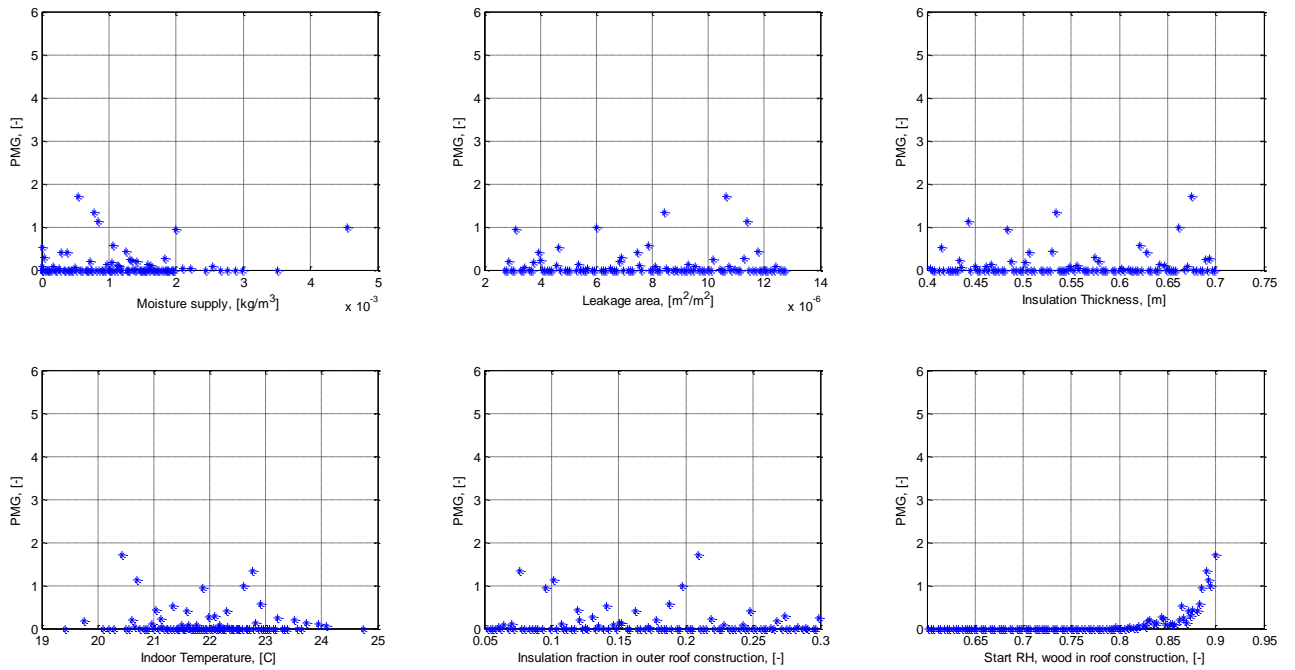 6
5
4
3
2
1
0
PMG, [-]
0 1 2 3 4 5
Moisture supply, [kg/m³]
x 10⁻³
6
5
4
3
2
1
0
PMG, [-]
2 4 6 8 10 12 14
Leakage area, [m²/m²]
x 10⁻⁶
6
5
4
3
2
1
0
PMG, [-]
0.4 0.45 0.5 0.55 0.6 0.65 0.7 0.75
Insulation Thickness, [m]
6
5
4
3
2
1
0
PMG, [-]
19 20 21 22 23 24 25
Indoor Temperature, [C]
6
5
4
3
2
1
0
PMG, [-]
0.05 0.1 0.15 0.2 0.25 0.3
Insulation fraction in outer roof construction, [-]
6
5
4
3
2
1
0
PMG, [-]
0.65 0.7 0.75 0.8 0.85 0.9 0.95
Start RH, wood in roof construction, [-]